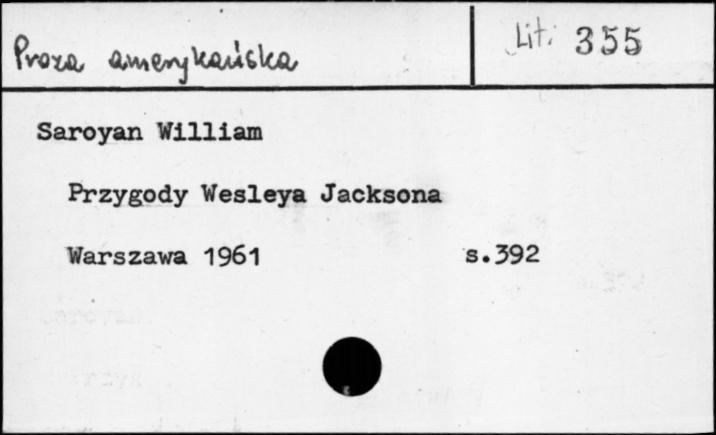 Proza amerykańska
Lit. 355
Saroyan William
Przygody Wesleya Jacksona
Warszawa 1961 s.392